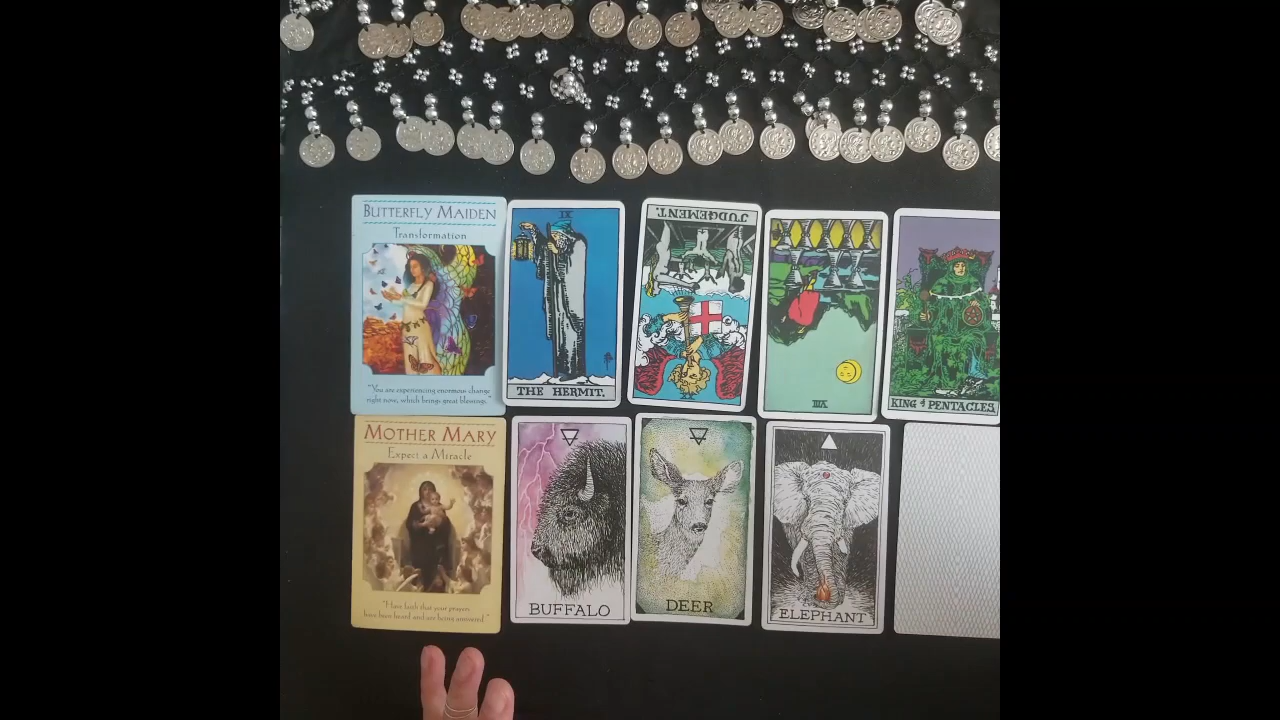 BUTTERFLY MAIDEN
Transformation
"You are experiencing enormous change
right now, which brings great blessings."
IX
THE HERMIT.
JUDGEMENT.
VIII
KING of PENTACLES.
MOTHER MARY
Expect a Miracle
"Have faith that your prayers
have been heard and are being answered."
BUFFALO
DEER
ELEPHANT